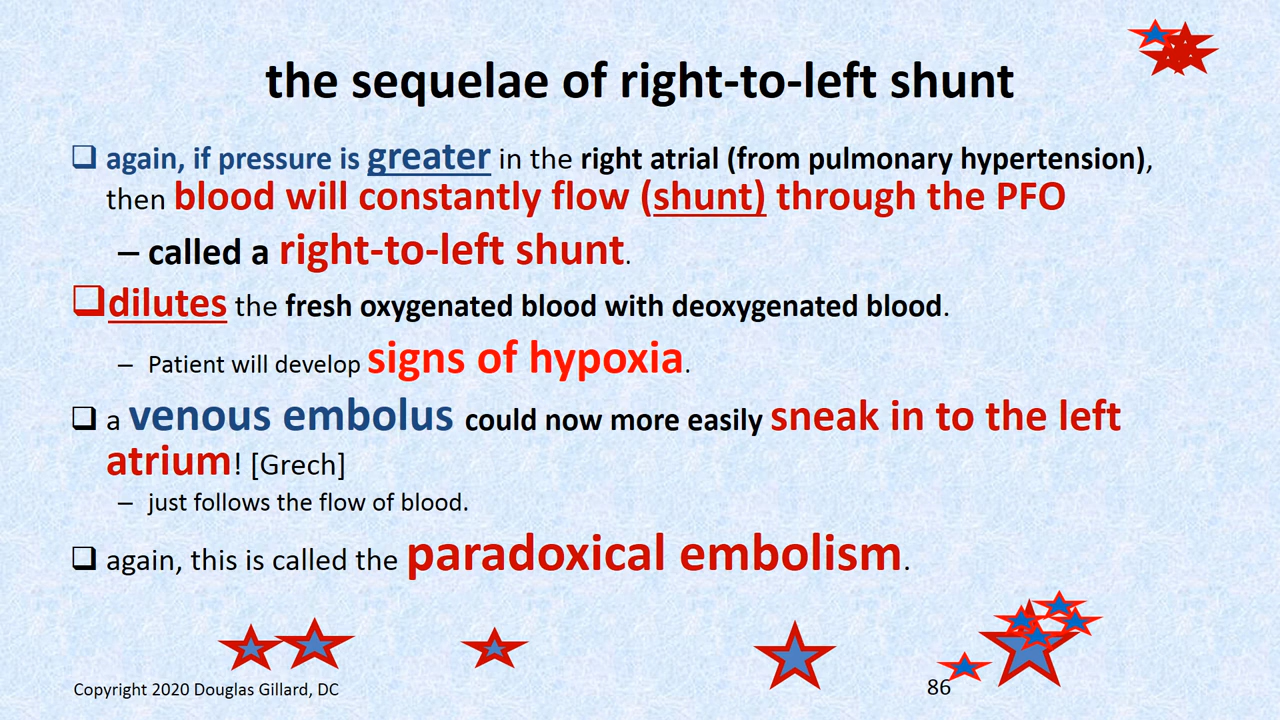 the sequelae of right-to-left shunt
again, if pressure is greater in the right atrial (from pulmonary hypertension),
then blood will constantly flow (shunt) through the PFO
– called a right-to-left shunt.
dilutes the fresh oxygenated blood with deoxygenated blood.
– Patient will develop signs of hypoxia.
a venous embolus could now more easily sneak in to the left
atrium! [Grech]
– just follows the flow of blood.
again, this is called the paradoxical embolism.
Copyright 2020 Douglas Gillard, DC
86